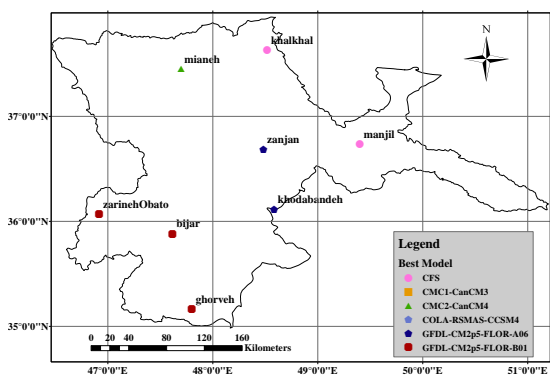 N
khalkhal
mianeh
37°0'0"N
zanjan
manjil
zarinehObato
khodabandeh
36°0'0"N
bijar
ghorveh
35°0'0"N
0 20 40 80 120 160
Kilometers
Legend
Best Model
CFS
CMC1-CanCM3
CMC2-CanCM4
COLA-RSMAS-CCSM4
GFDL-CM2p5-FLOR-A06
GFDL-CM2p5-FLOR-B01
47°0'0"E 48°0'0"E 49°0'0"E 50°0'0"E 51°0'0"E